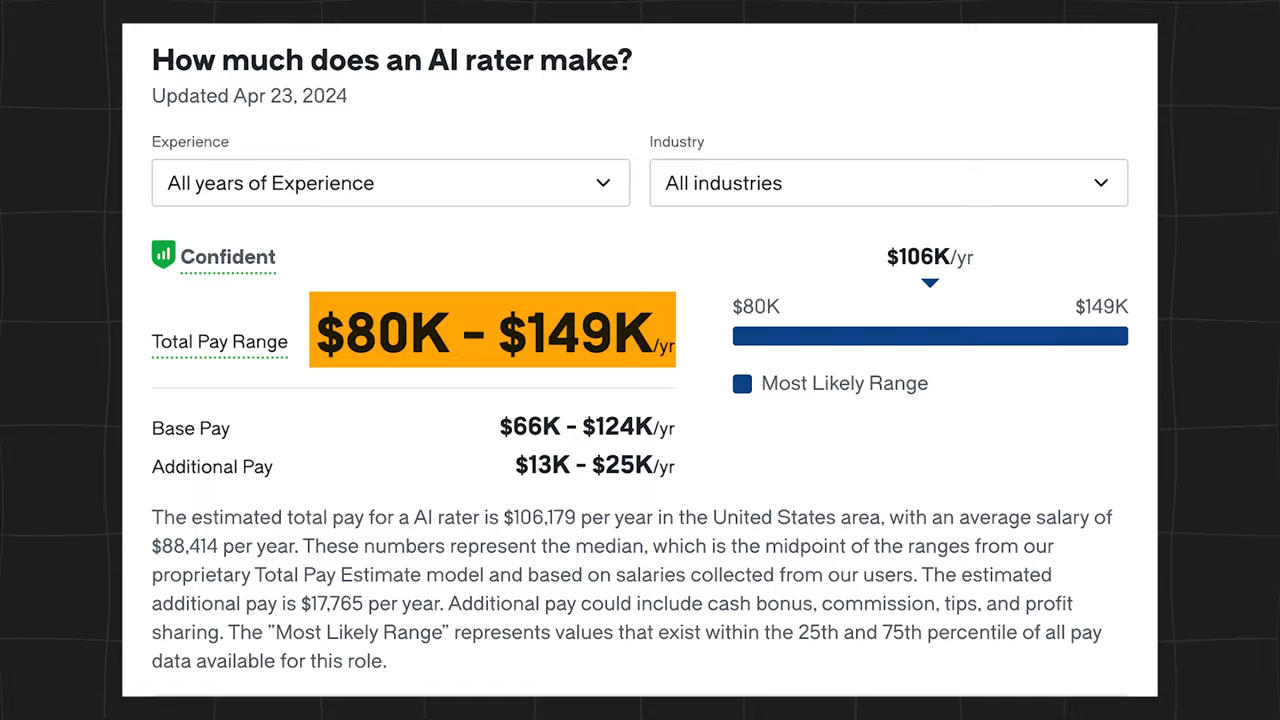 How much does an AI rater make?
Updated Apr 23, 2024
Experience
Industry
All years of Experience
All industries
Confident
$106K/yr
$80K
$149K
Total Pay Range
$80K - $149K/yr
Most Likely Range
Base Pay
$66K - $124K/yr
Additional Pay
$13K - $25K/yr
The estimated total pay for a AI rater is $106,179 per year in the United States area, with an average salary of
$88,414 per year. These numbers represent the median, which is the midpoint of the ranges from our
proprietary Total Pay Estimate model and based on salaries collected from our users. The estimated
additional pay is $17,765 per year. Additional pay could include cash bonus, commission, tips, and profit
sharing. The ”Most Likely Range” represents values that exist within the 25th and 75th percentile of all pay
data available for this role.